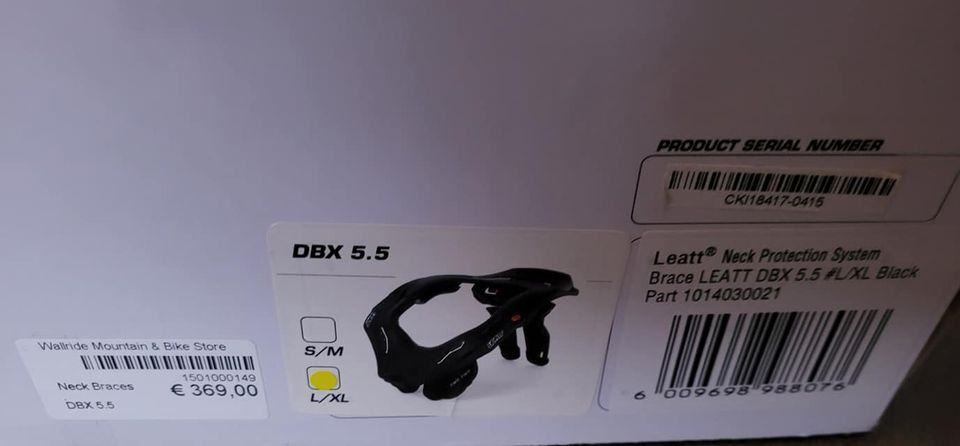 PRODUCT SERIAL NUMBER
CKI18417-0415
DBX 5.5
S/M
L/XL
Leatt® Neck Protection System
Brace LEATT DBX 5.5 #L/XL Black
Part 1014030021
6 009698 988076
Wallride Mountain & Bike Store
1501000149
Neck Braces
€ 369,00
DBX 5.5